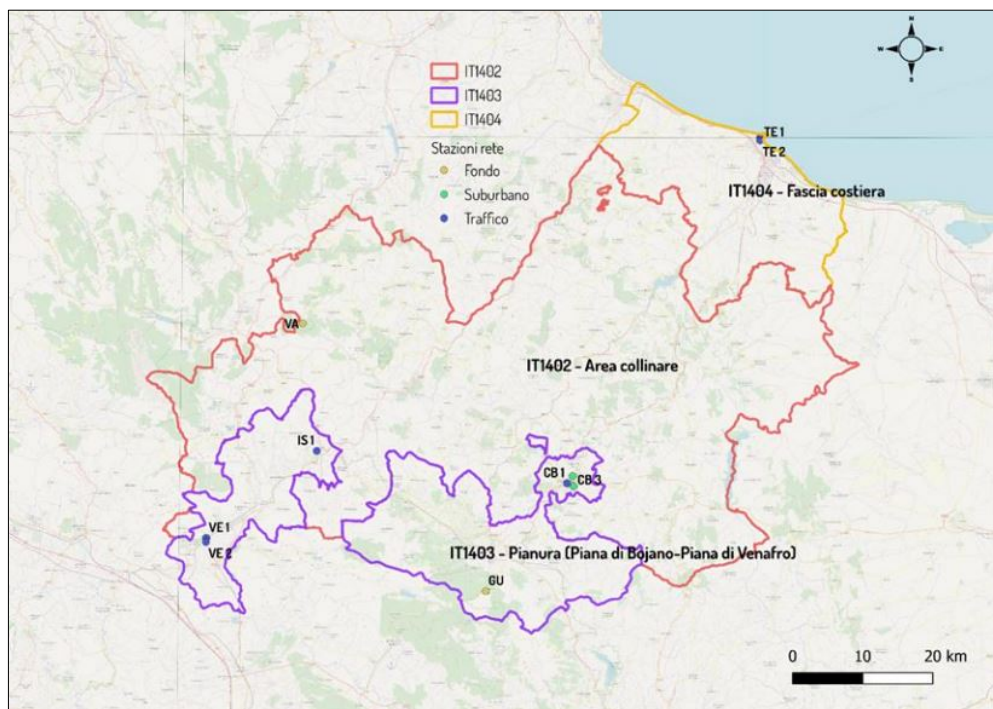 N
W E
S
IT1402
IT1403
IT1404
Stazioni rete
Fondo
Suburbano
Traffico
TE 1
TE 2
IT1404 - Fascia costiera
VA
IT1402 - Area collinare
IS 1
CB 1
CB 3
VE 1
VE 2
IT1403 - Pianura (Piana di Bojano-Piana di Venafro)
GU
0 10 20 km